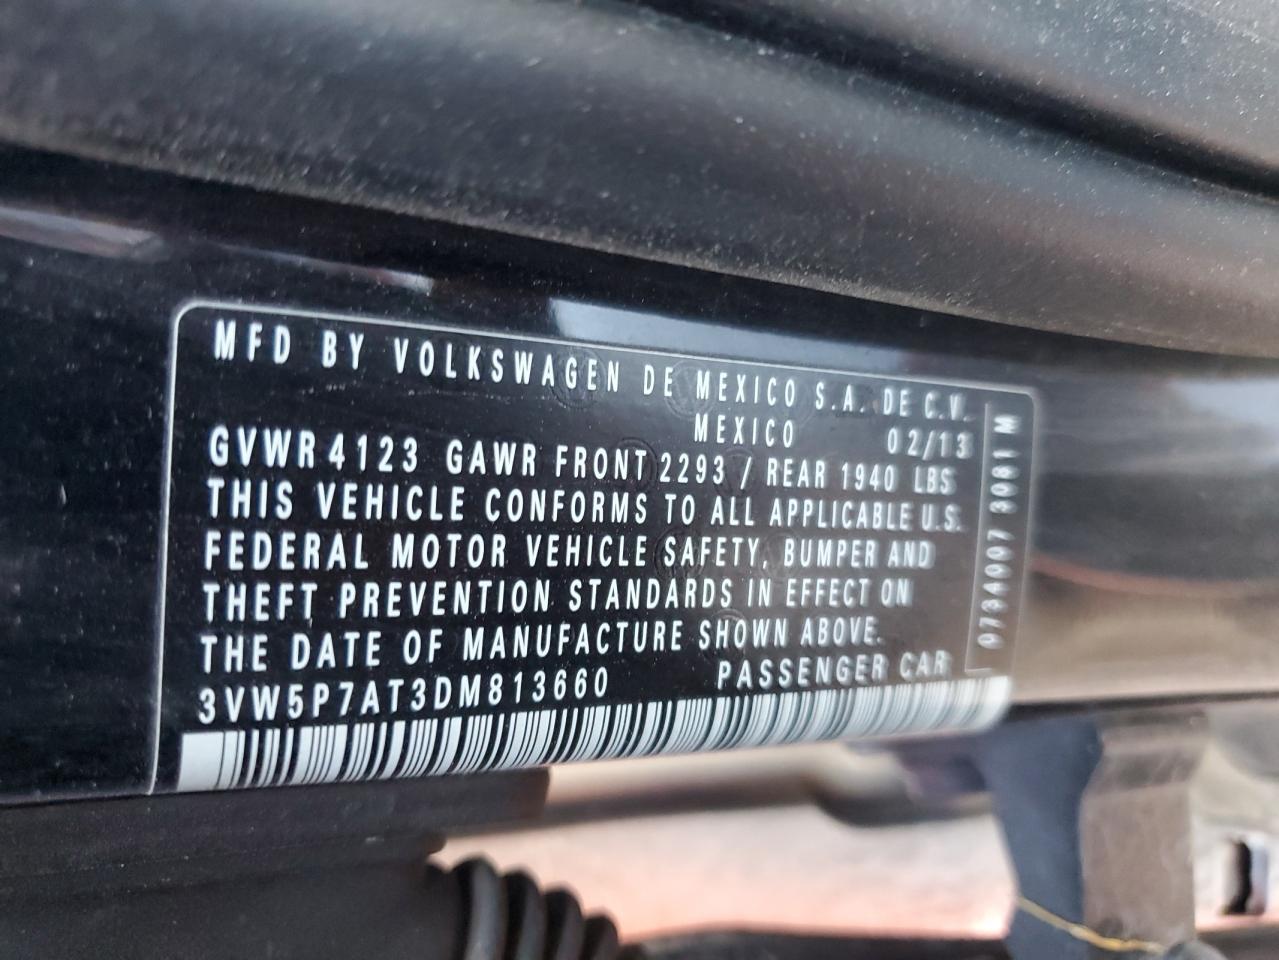 MFD BY VOLKSWAGEN DE MEXICO S.A. DE C.V.
MEXICO 02/13
GVWR 4123 GAWR FRONT 2293 / REAR 1940 LBS
THIS VEHICLE CONFORMS TO ALL APPLICABLE U.S.
FEDERAL MOTOR VEHICLE SAFETY, BUMPER AND
THEFT PREVENTION STANDARDS IN EFFECT ON
THE DATE OF MANUFACTURE SHOWN ABOVE.
3VW5P7AT3DM813660 PASSENGER CAR
0734007 3081 M